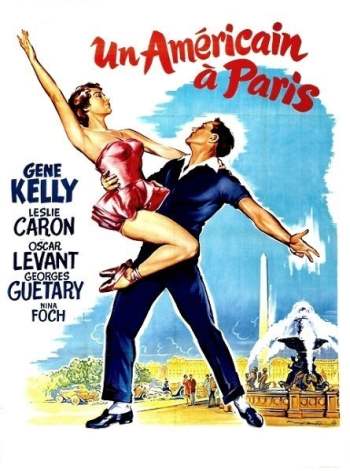 Un Américain
à Paris
GENE
KELLY
LESLIE
CARON
OSCAR
LEVANT
GEORGES
GUETARY
NINA
FOCH